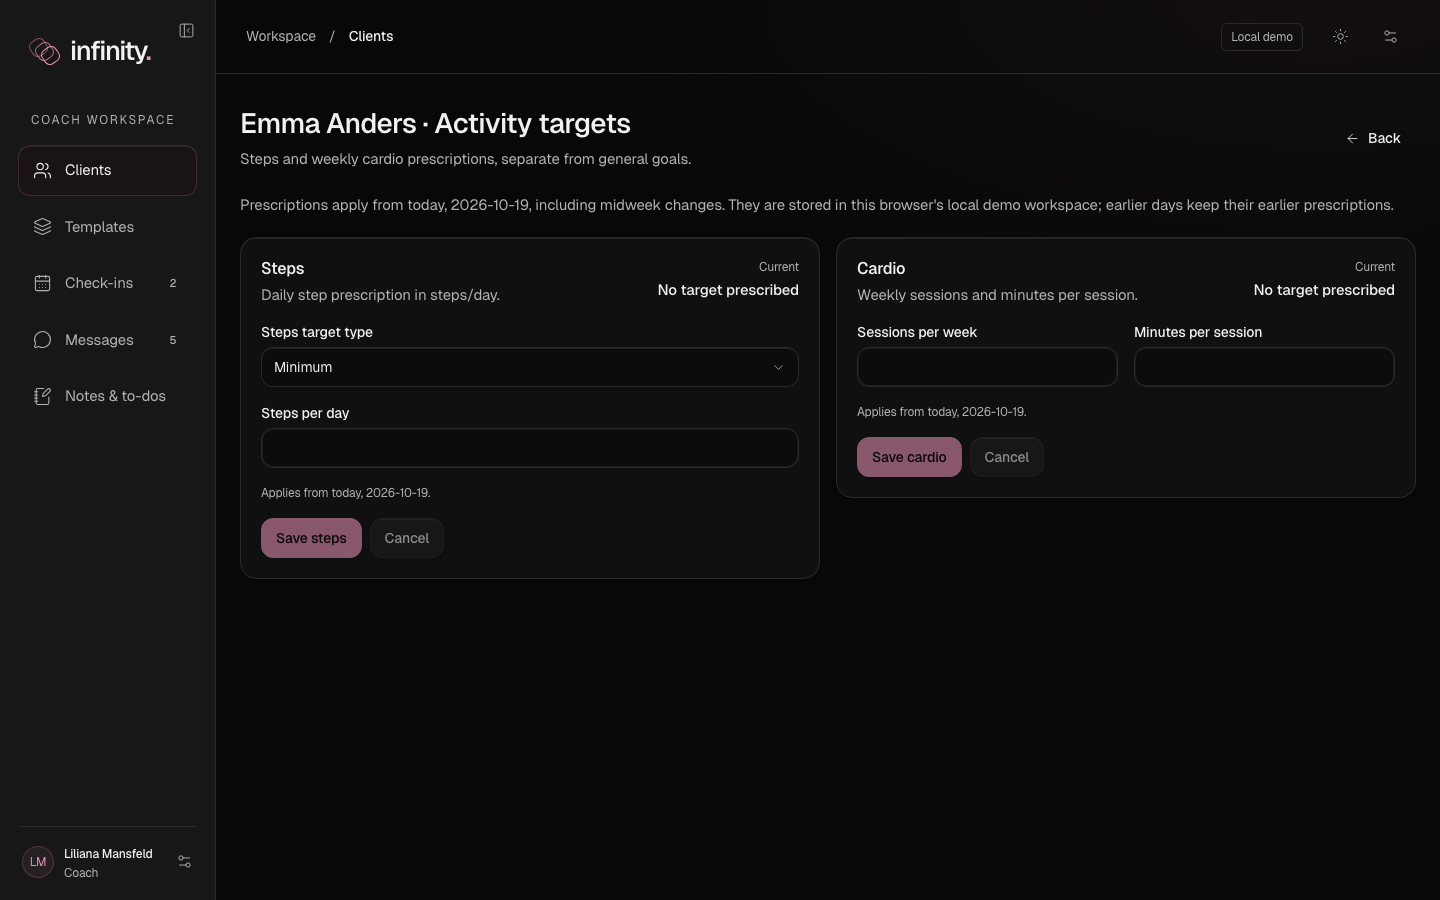 infinity.
COACH WORKSPACE
Clients
Templates
Check-ins 2
Messages 5
Notes & to-dos
LM
Liliana Mansfeld
Coach
Workspace / Clients
Local demo
Emma Anders · Activity targets
Steps and weekly cardio prescriptions, separate from general goals.
Back
Prescriptions apply from today, 2026-10-19, including midweek changes. They are stored in this browser's local demo workspace; earlier days keep their earlier prescriptions.
Steps
Daily step prescription in steps/day.
Current
No target prescribed
Steps target type
Minimum
Steps per day
Applies from today, 2026-10-19.
Save steps Cancel
Cardio
Weekly sessions and minutes per session.
Current
No target prescribed
Sessions per week Minutes per session
Applies from today, 2026-10-19.
Save cardio Cancel